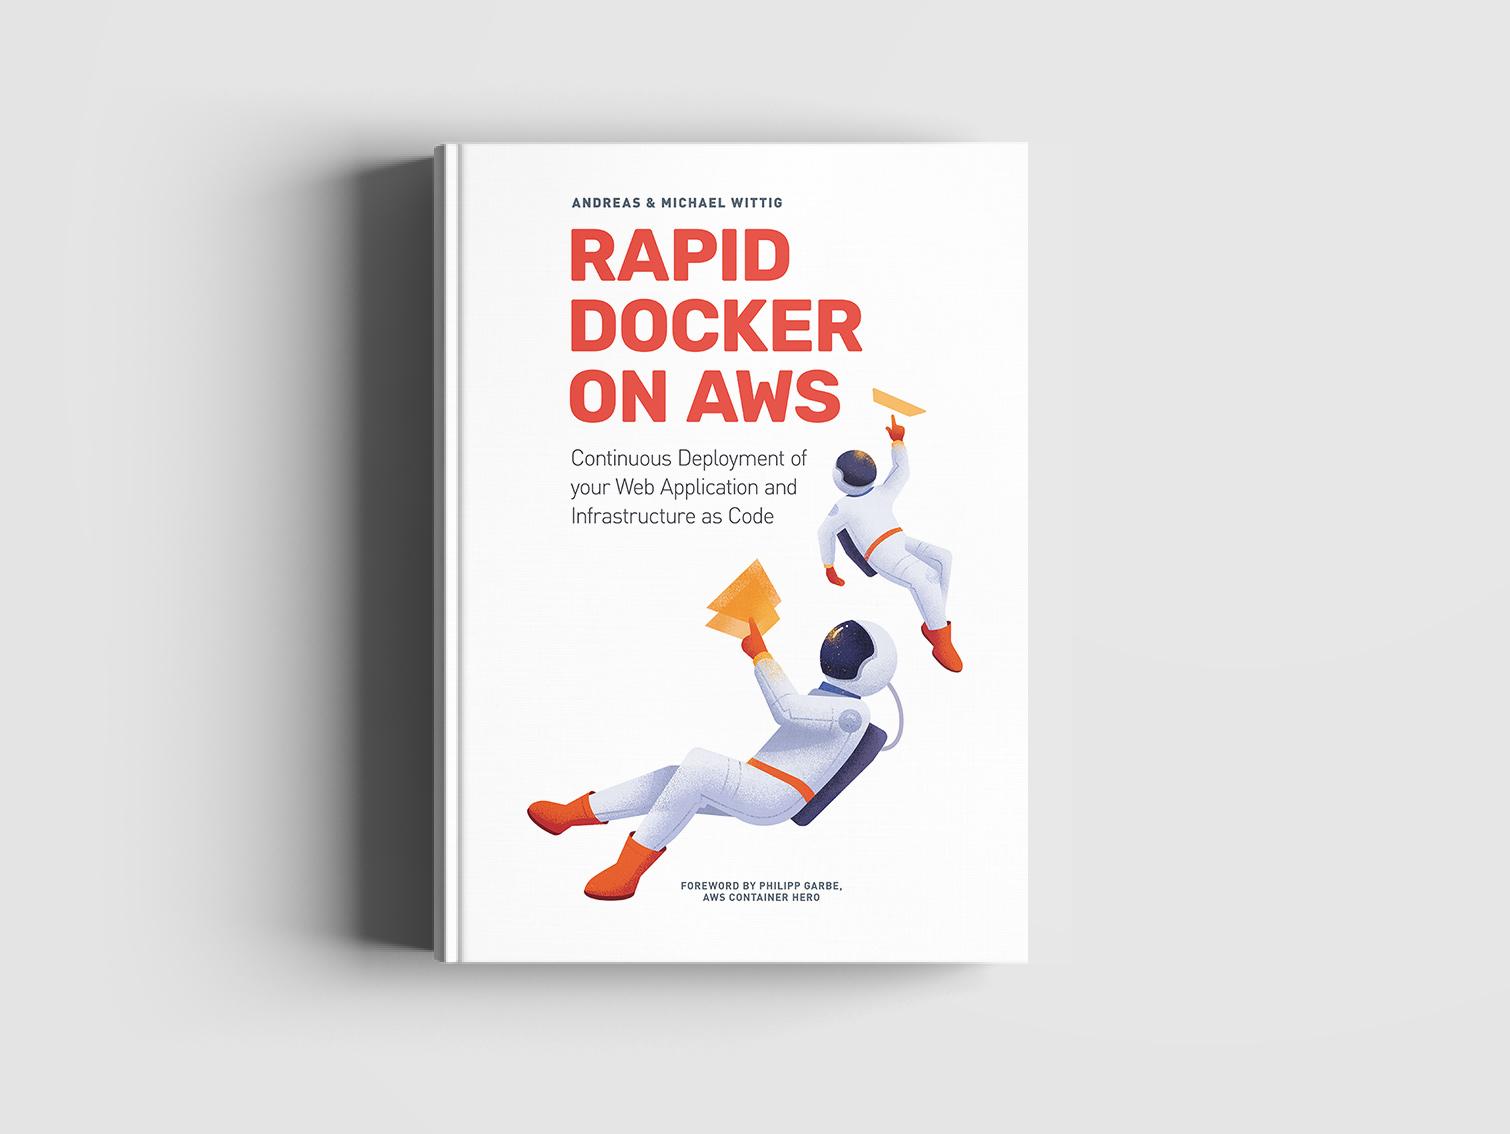 ANDREAS & MICHAEL WITTIG
RAPID
DOCKER
ON AWS
Continuous Deployment of
your Web Application and
Infrastructure as Code
FOREWORD BY PHILIPP GARBE,
AWS CONTAINER HERO